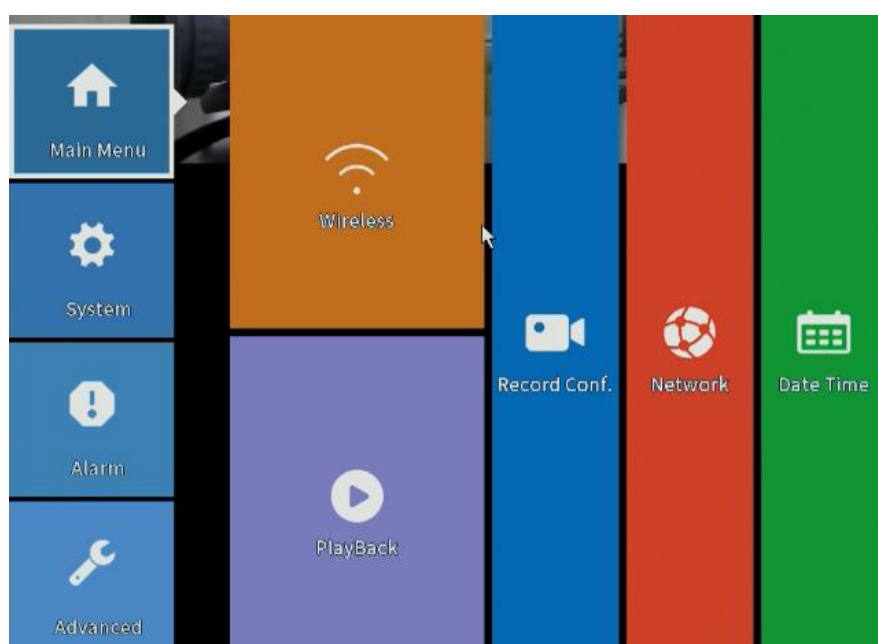 Main Menu
System
Alarm
Advanced
Wireless
PlayBack
Record Conf.
Network
Date Time